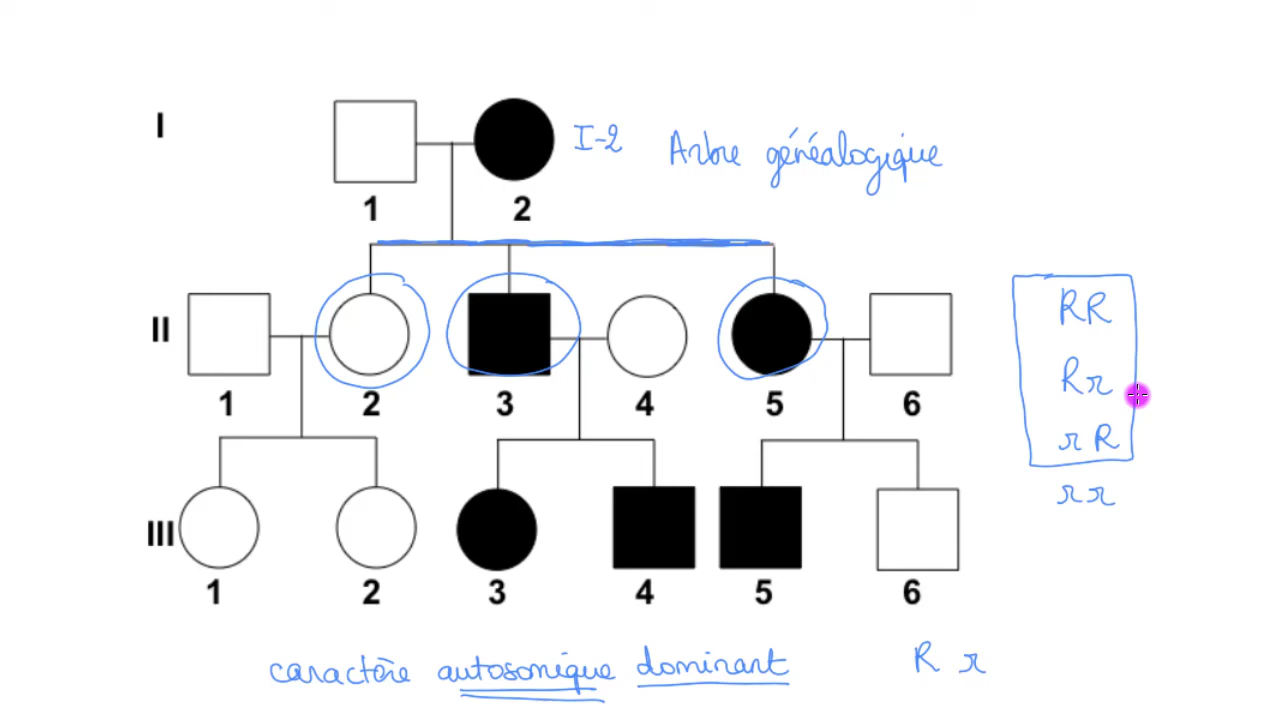 I
I-2 Arbre généalogique
1 2
II
RR
Rr
1 2 3 4 5 6
rR
rr
III
1 2 3 4 5 6
caractère autosomique dominant R r